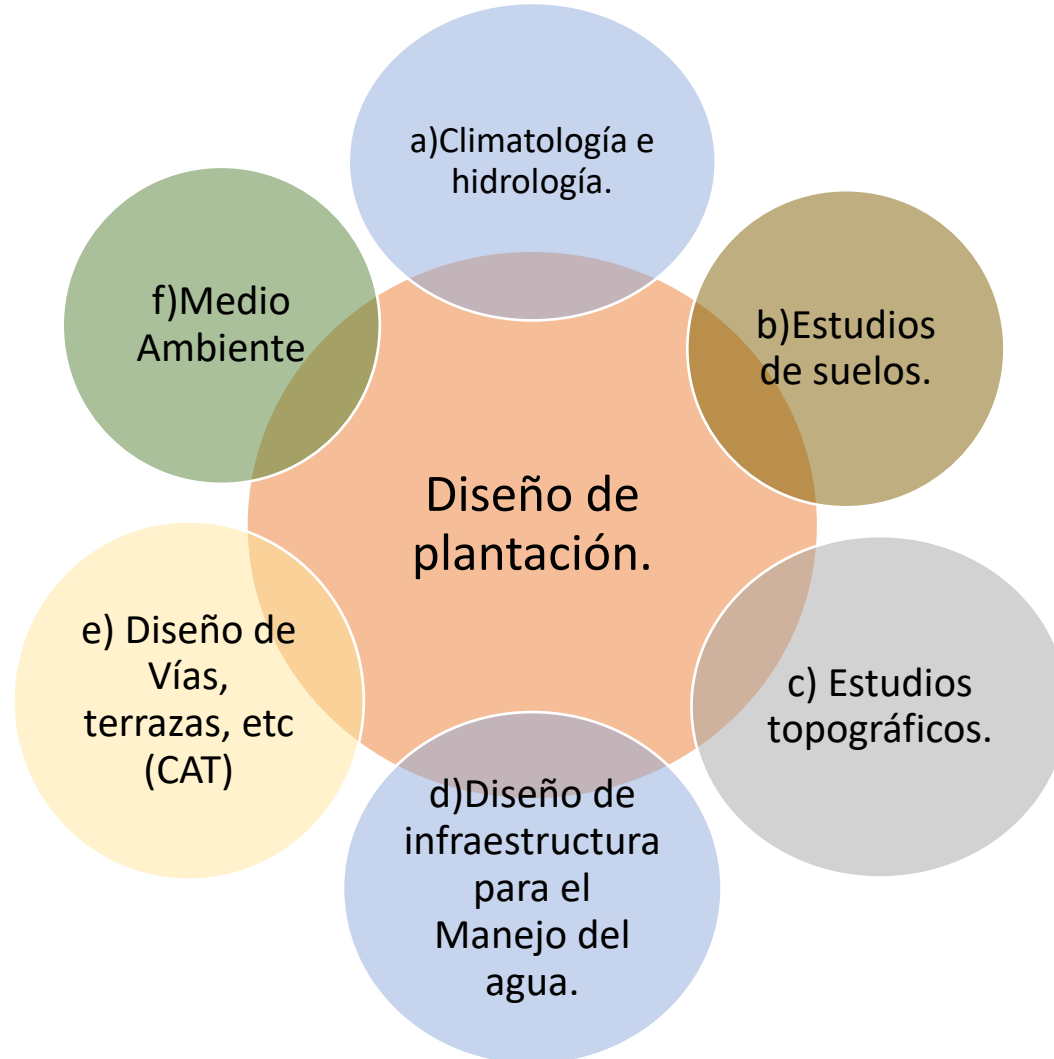 a)Climatología e
hidrología.
b)Estudios
de suelos.
c) Estudios
topográficos.
d)Diseño de
infraestructura
para el
Manejo del
agua.
e) Diseño de
Vías,
terrazas, etc
(CAT)
f)Medio
Ambiente
Diseño de
plantación.